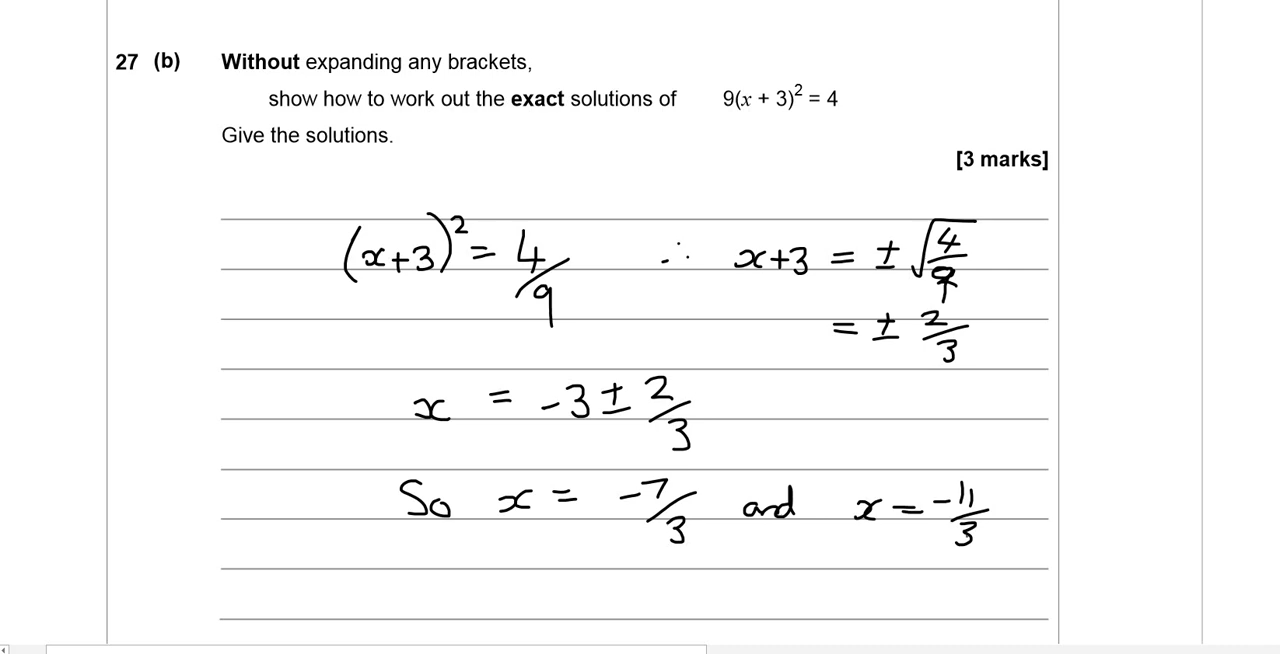 27 (b) Without expanding any brackets,
show how to work out the exact solutions of 9(x + 3)² = 4
Give the solutions.
[3 marks]
(x+3)² = 4/9 ∴ x+3 = ± √(4/9)
= ± 2/3
x = -3 ± 2/3
So x = -7/3 and x = -11/3